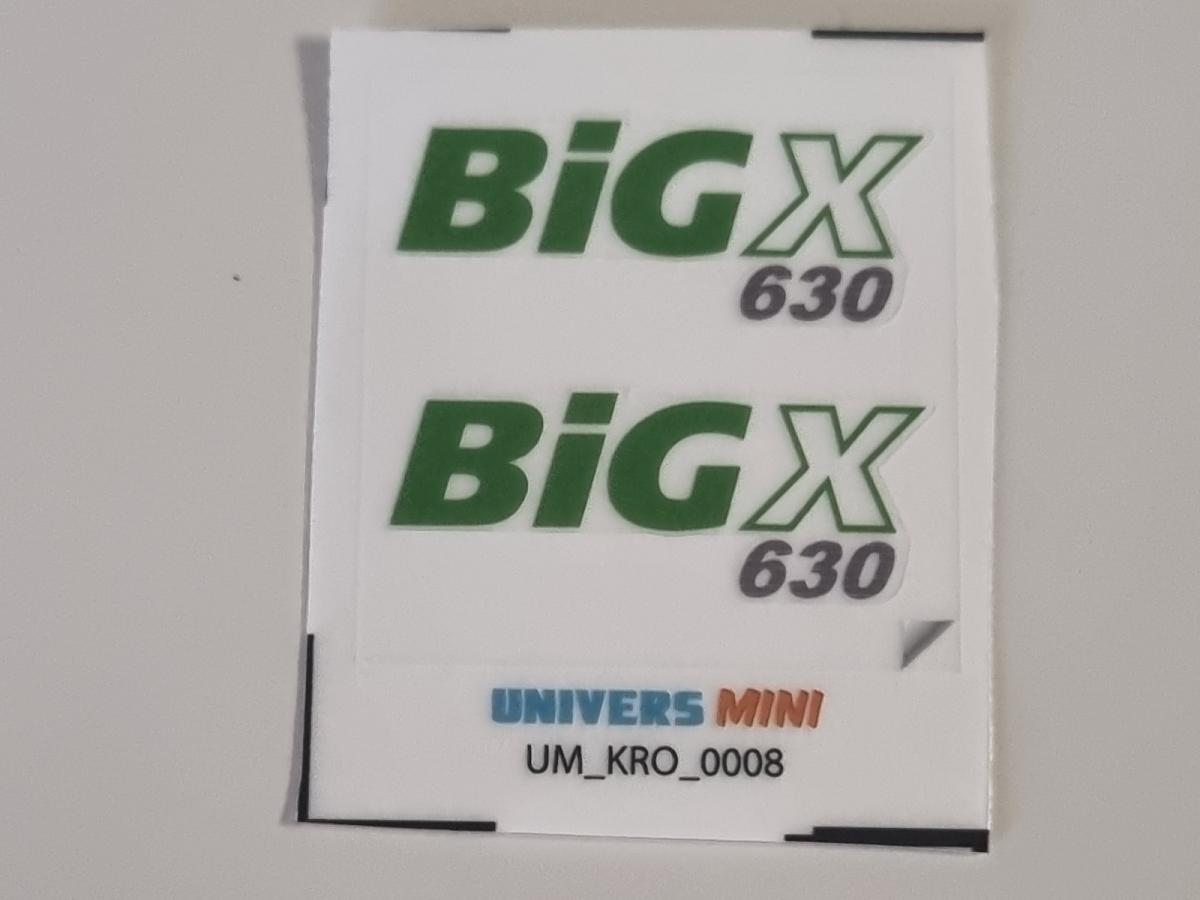 BiGX
630
BiGX
630
UNIVERS MINI
UM_KRO_0008